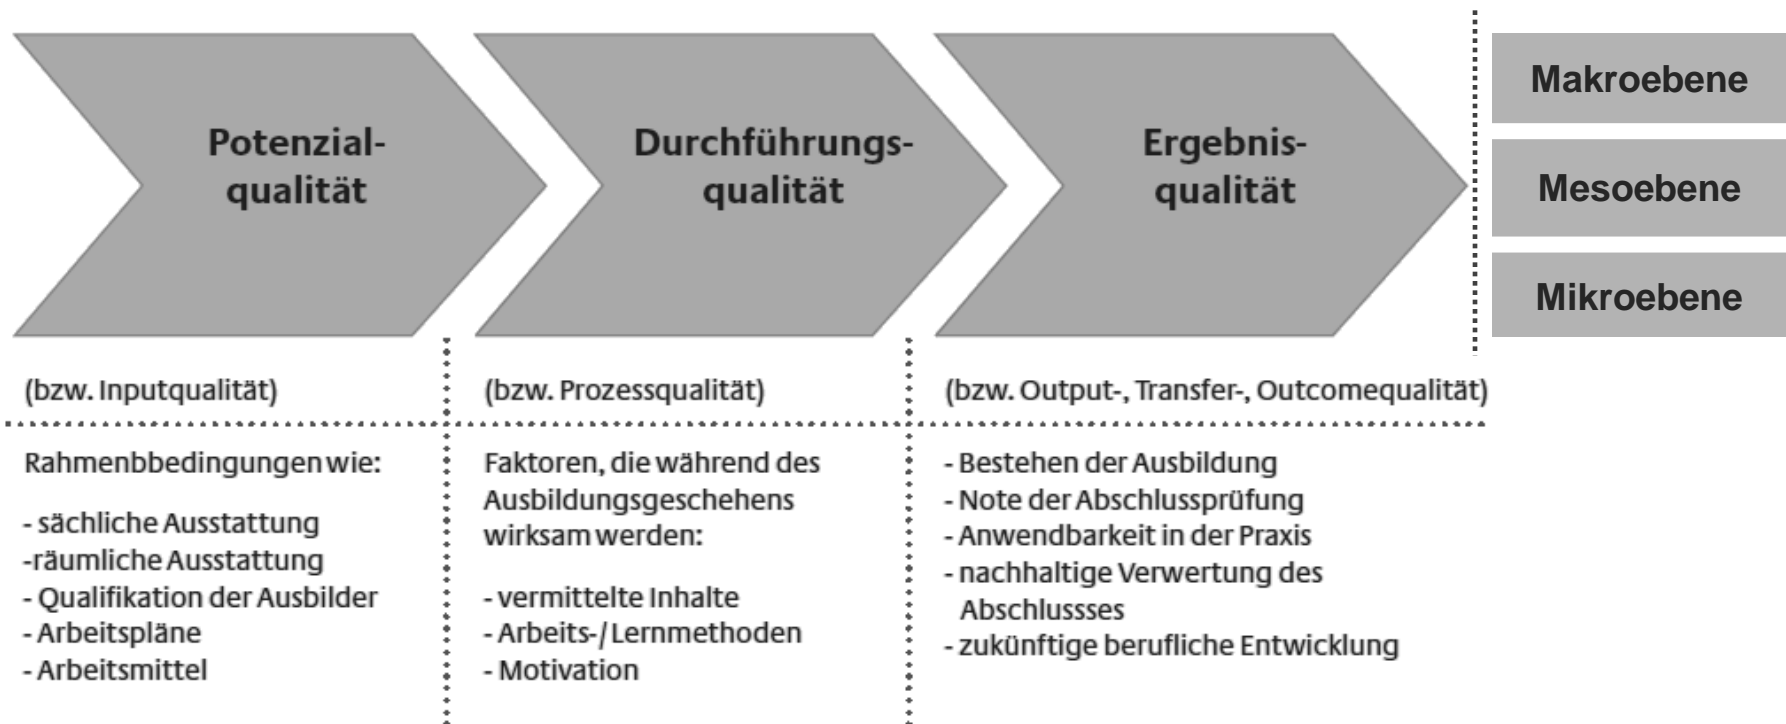 Potenzial-
qualität
Durchführungs-
qualität
Ergebnis-
qualität
Makroebene
Mesoebene
Mikroebene
(bzw. Inputqualität)
(bzw. Prozessqualität)
(bzw. Output-, Transfer-, Outcomequalität)
Rahmenbbedingungen wie:
- sächliche Ausstattung
-räumliche Ausstattung
- Qualifikation der Ausbilder
- Arbeitspläne
- Arbeitsmittel
Faktoren, die während des
Ausbildungsgeschehens
wirksam werden:
- vermittelte Inhalte
- Arbeits-/ Lernmethoden
- Motivation
- Bestehen der Ausbildung
- Note der Abschlussprüfung
- Anwendbarkeit in der Praxis
- nachhaltige Verwertung des
Abschlussses
- zukünftige berufliche Entwicklung